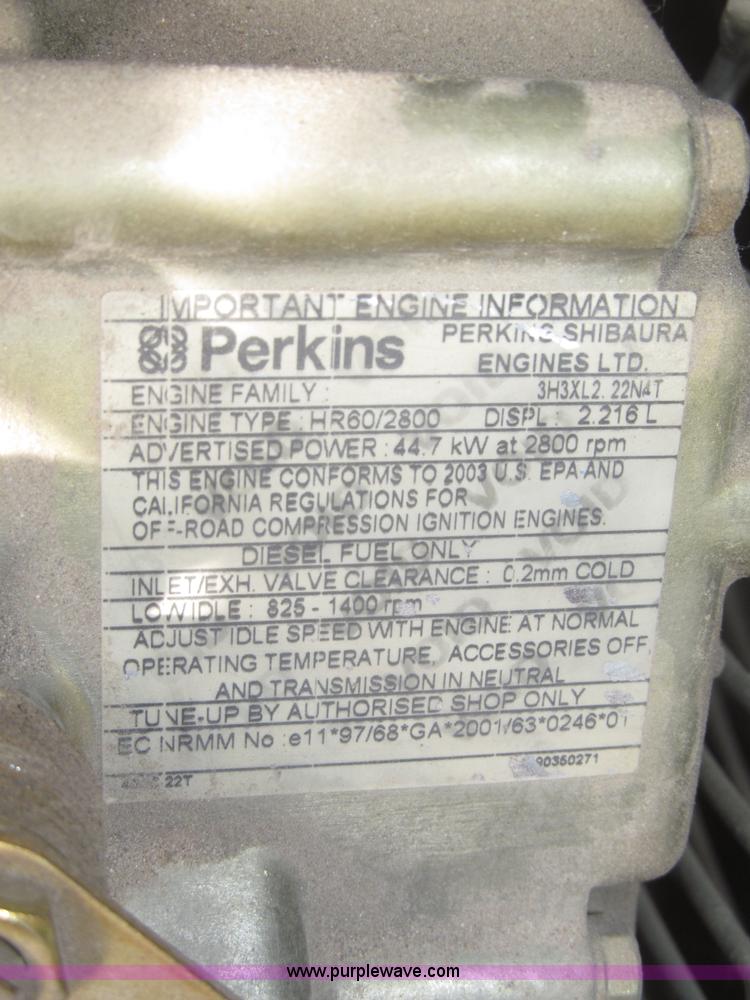 IMPORTANT ENGINE INFORMATION
Perkins PERKINS SHIBAURA
ENGINES LTD.
ENGINE FAMILY : 3H3XL2.22N4T
ENGINE TYPE : HR60/2800 DISPL : 2.216 L
ADVERTISED POWER : 44.7 kW at 2800 rpm
THIS ENGINE CONFORMS TO 2003 U.S. EPA AND
CALIFORNIA REGULATIONS FOR
OFF-ROAD COMPRESSION IGNITION ENGINES.
DIESEL FUEL ONLY
INLET/EXH. VALVE CLEARANCE : 0.2mm COLD
LOW IDLE : 825 - 1400 rpm
ADJUST IDLE SPEED WITH ENGINE AT NORMAL
OPERATING TEMPERATURE, ACCESSORIES OFF,
AND TRANSMISSION IN NEUTRAL
TUNE-UP BY AUTHORISED SHOP ONLY
EC NRMM No :e11*97/68*GA*2001/63*0246*01
22T 90350271
www.purplewave.com